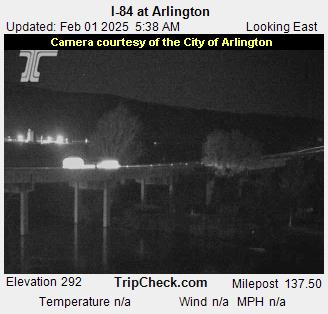 I-84 at Arlington
Updated: Feb 01 2025 5:38 AM Looking East
Camera courtesy of the City of Arlington
Elevation 292 TripCheck.com Milepost 137.50
Temperature n/a Wind n/a MPH n/a